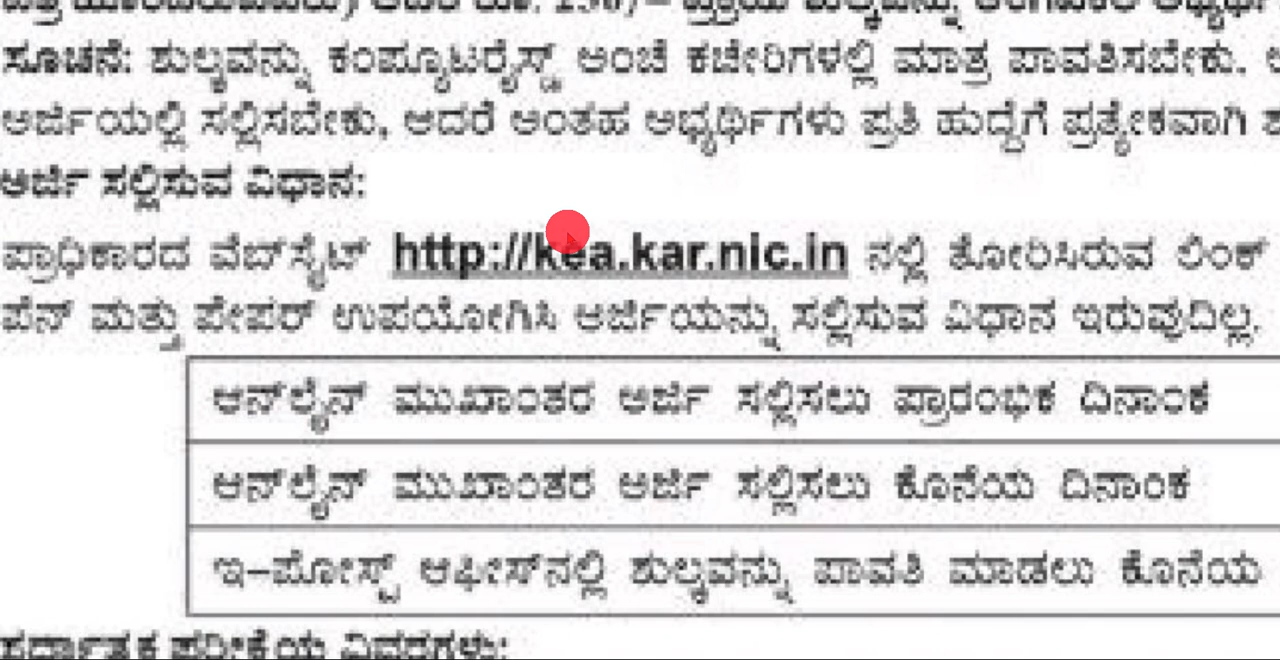 ಸೂಚನೆ: ಶುಲ್ಕವನ್ನು ಕಂಪ್ಯೂಟರೈಸ್ಡ್ ಅಂಚೆ ಕಚೇರಿಗಳಲ್ಲಿ ಮಾತ್ರ ಪಾವತಿಸಬೇಕು.
ಅರ್ಜಿಯಲ್ಲಿ ಸಲ್ಲಿಸಬೇಕು, ಆದರೆ ಅಂತಹ ಅಭ್ಯರ್ಥಿಗಳು ಪ್ರತಿ ಹುದ್ದೆಗೆ ಪ್ರತ್ಯೇಕವಾಗಿ
ಅರ್ಜಿ ಸಲ್ಲಿಸುವ ವಿಧಾನ:
ಪ್ರಾಧಿಕಾರದ ವೆಬ್‌ಸೈಟ್ http://kea.kar.nic.in ನಲ್ಲಿ ತೋರಿಸಿರುವ ಲಿಂಕ್
ಪೆನ್ ಮತ್ತು ಪೇಪರ್ ಉಪಯೋಗಿಸಿ ಅರ್ಜಿಯನ್ನು ಸಲ್ಲಿಸುವ ವಿಧಾನ ಇರುವುದಿಲ್ಲ.
ಆನ್‌ಲೈನ್ ಮುಖಾಂತರ ಅರ್ಜಿ ಸಲ್ಲಿಸಲು ಪ್ರಾರಂಭಿಕ ದಿನಾಂಕ
ಆನ್‌ಲೈನ್ ಮುಖಾಂತರ ಅರ್ಜಿ ಸಲ್ಲಿಸಲು ಕೊನೆಯ ದಿನಾಂಕ
ಇ-ಪೋಸ್ಟ್ ಆಫೀಸ್‌ನಲ್ಲಿ ಶುಲ್ಕವನ್ನು ಪಾವತಿ ಮಾಡಲು ಕೊನೆಯ